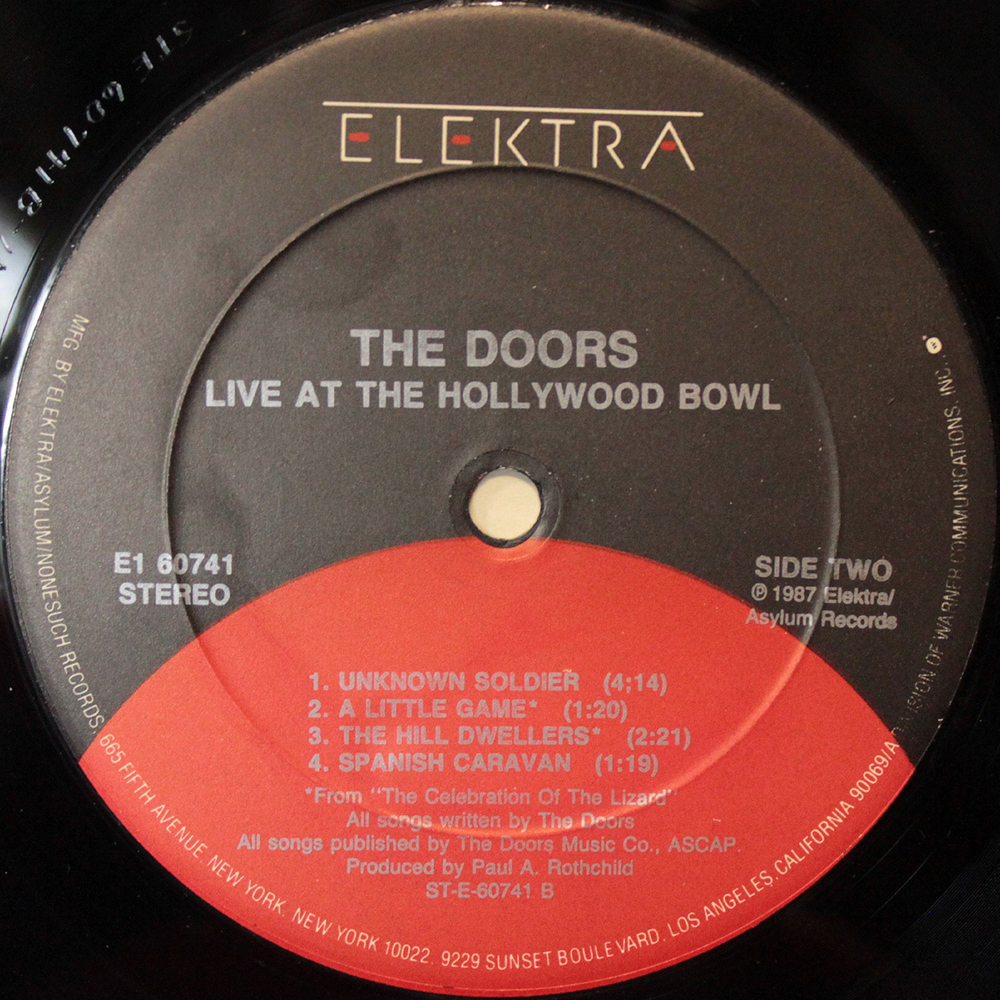 STE 60741B-
ELEKTRA
THE DOORS
LIVE AT THE HOLLYWOOD BOWL
E1 60741
STEREO
SIDE TWO
℗ 1987 Elektra/
Asylum Records
1. UNKNOWN SOLDIER™ (4;14)
2. A LITTLE GAME* (1:20)
3. THE HILL DWELLERS* (2:21)
4. SPANISH CARAVAN (1:19)
*From "The Celebration Of The Lizard"
All songs written by The Doors
All songs published by The Doors Music Co., ASCAP.
Produced by Paul A. Rothchild
ST-E-60741 B
MFG. BY ELEKTRA/ASYLUM/NONESUCH RECORDS, 665 FIFTH AVENUE, NEW YORK, NEW YORK 10022. 9229 SUNSET BOULEVARD, LOS ANGELES, CALIFORNIA 90069/A DIVISION OF WARNER COMMUNICATIONS, INC.